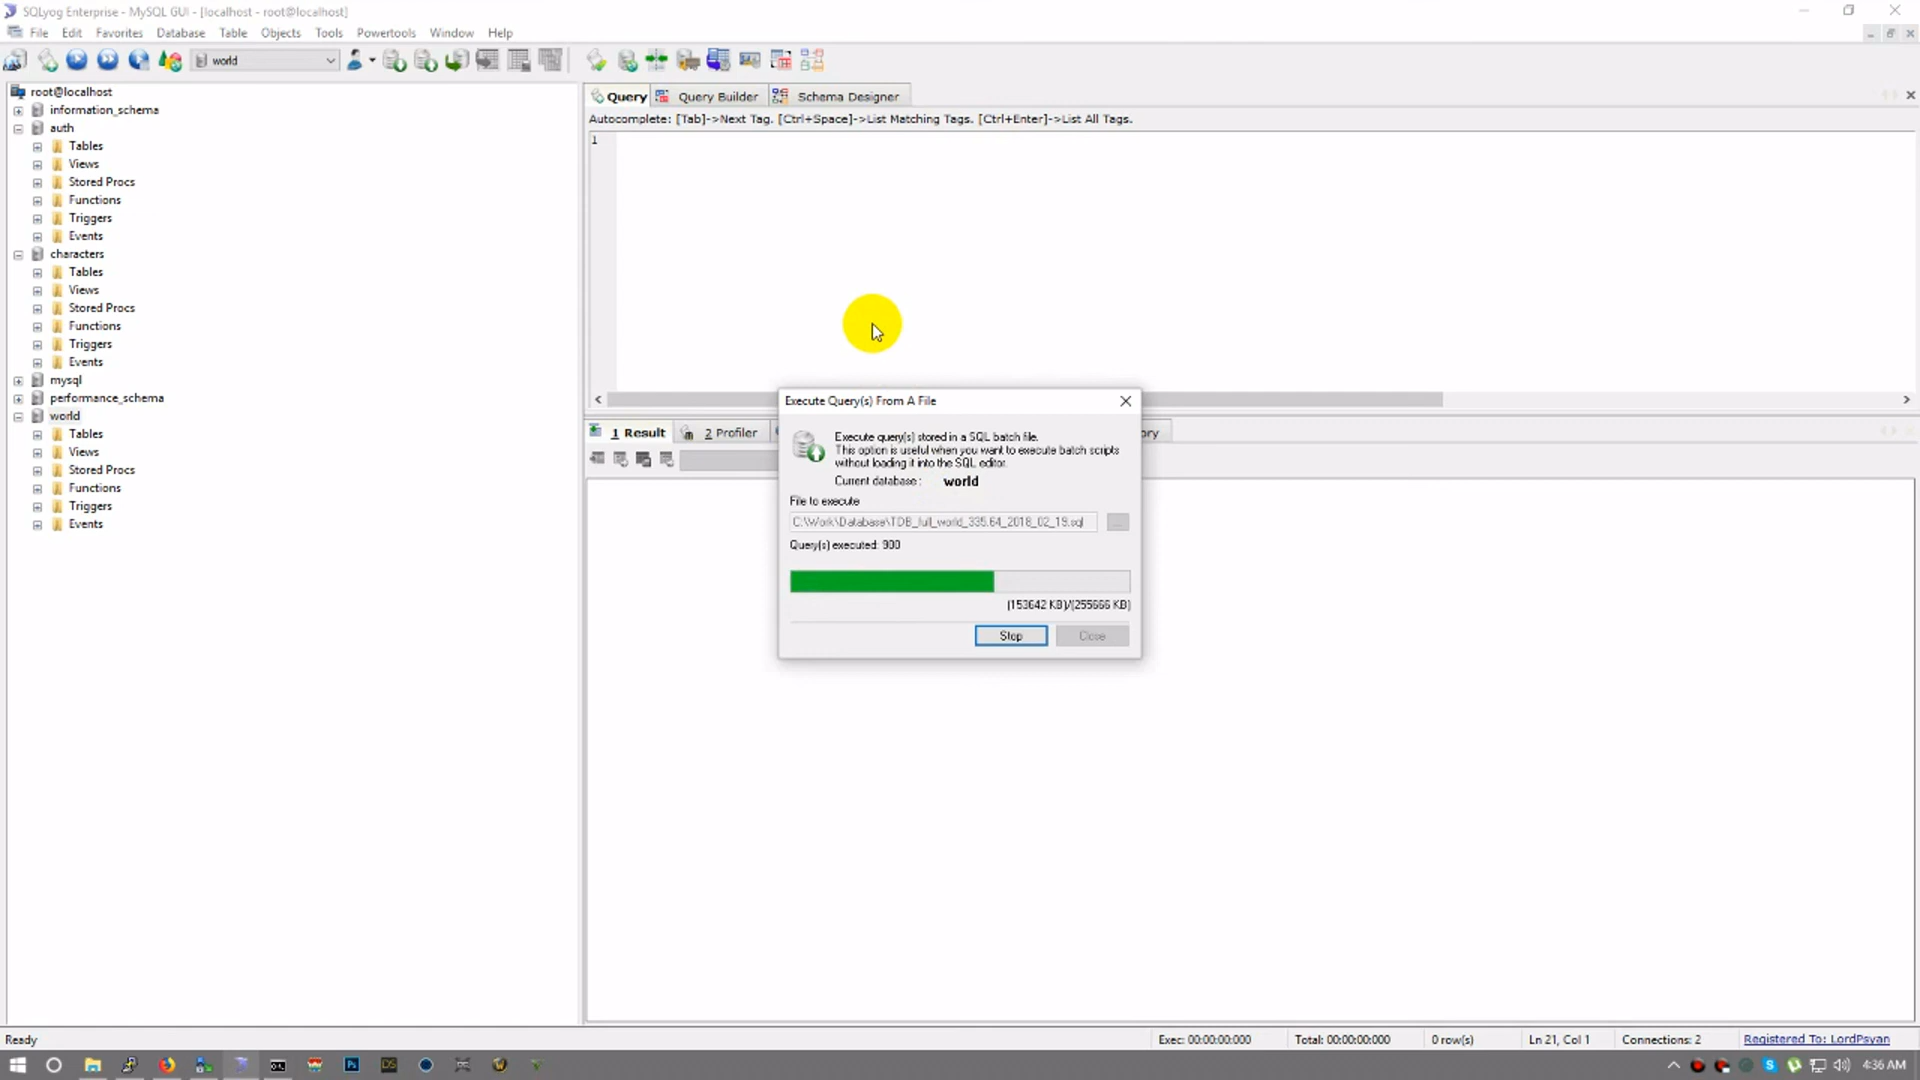 SQLyog Enterprise - MySQL GUI - [localhost - root@localhost]
File Edit Favorites Database Table Objects Tools Powertools Window Help
world
root@localhost
information_schema
auth
Tables
Views
Stored Procs
Functions
Triggers
Events
characters
Tables
Views
Stored Procs
Functions
Triggers
Events
mysql
performance_schema
world
Tables
Views
Stored Procs
Functions
Triggers
Events
Query Query Builder Schema Designer
Autocomplete: [Tab]->Next Tag. [Ctrl+Space]->List Matching Tags. [Ctrl+Enter]->List All Tags.
1
1 Result 2 Profiler ory
Execute Query(s) From A File
Execute query(s) stored in a SQL batch file.
This option is useful when you want to execute batch scripts
without loading it into the SQL editor.
Current database : world
File to execute
C:\Work\Database\TDB_full_world_335.64_2018_02_19.sql ...
Query(s) executed: 900
(153642 KB)/(255666 KB)
Stop Close
Ready Exec: 00:00:00:000 Total: 00:00:00:000 0 row(s) Ln 21, Col 1 Connections: 2 Registered To: LordPsyan
4:36 AM